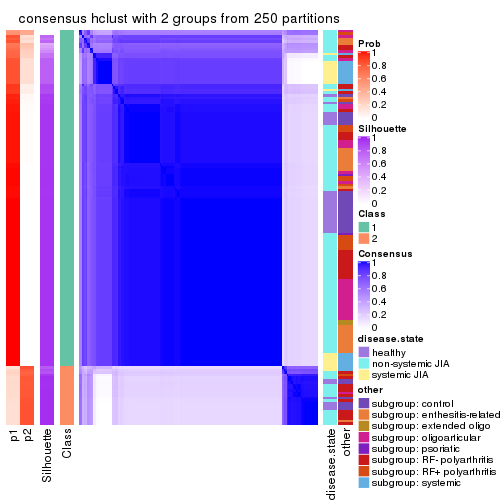 consensus hclust with 2 groups from 250 partitions
Prob
1
0.8
0.6
0.4
0.2
0
Silhouette
1
0.8
0.6
0.4
0.2
0
Class
1
2
Consensus
1
0.8
0.6
0.4
0.2
0
disease.state
healthy
non-systemic JIA
systemic JIA
other
subgroup: control
subgroup: enthesitis-related
subgroup: extended oligo
subgroup: oligoarticular
subgroup: psoriatic
subgroup: RF- polyarthritis
subgroup: RF+ polyarthritis
subgroup: systemic
p1
p2
Silhouette
Class
disease.state
other